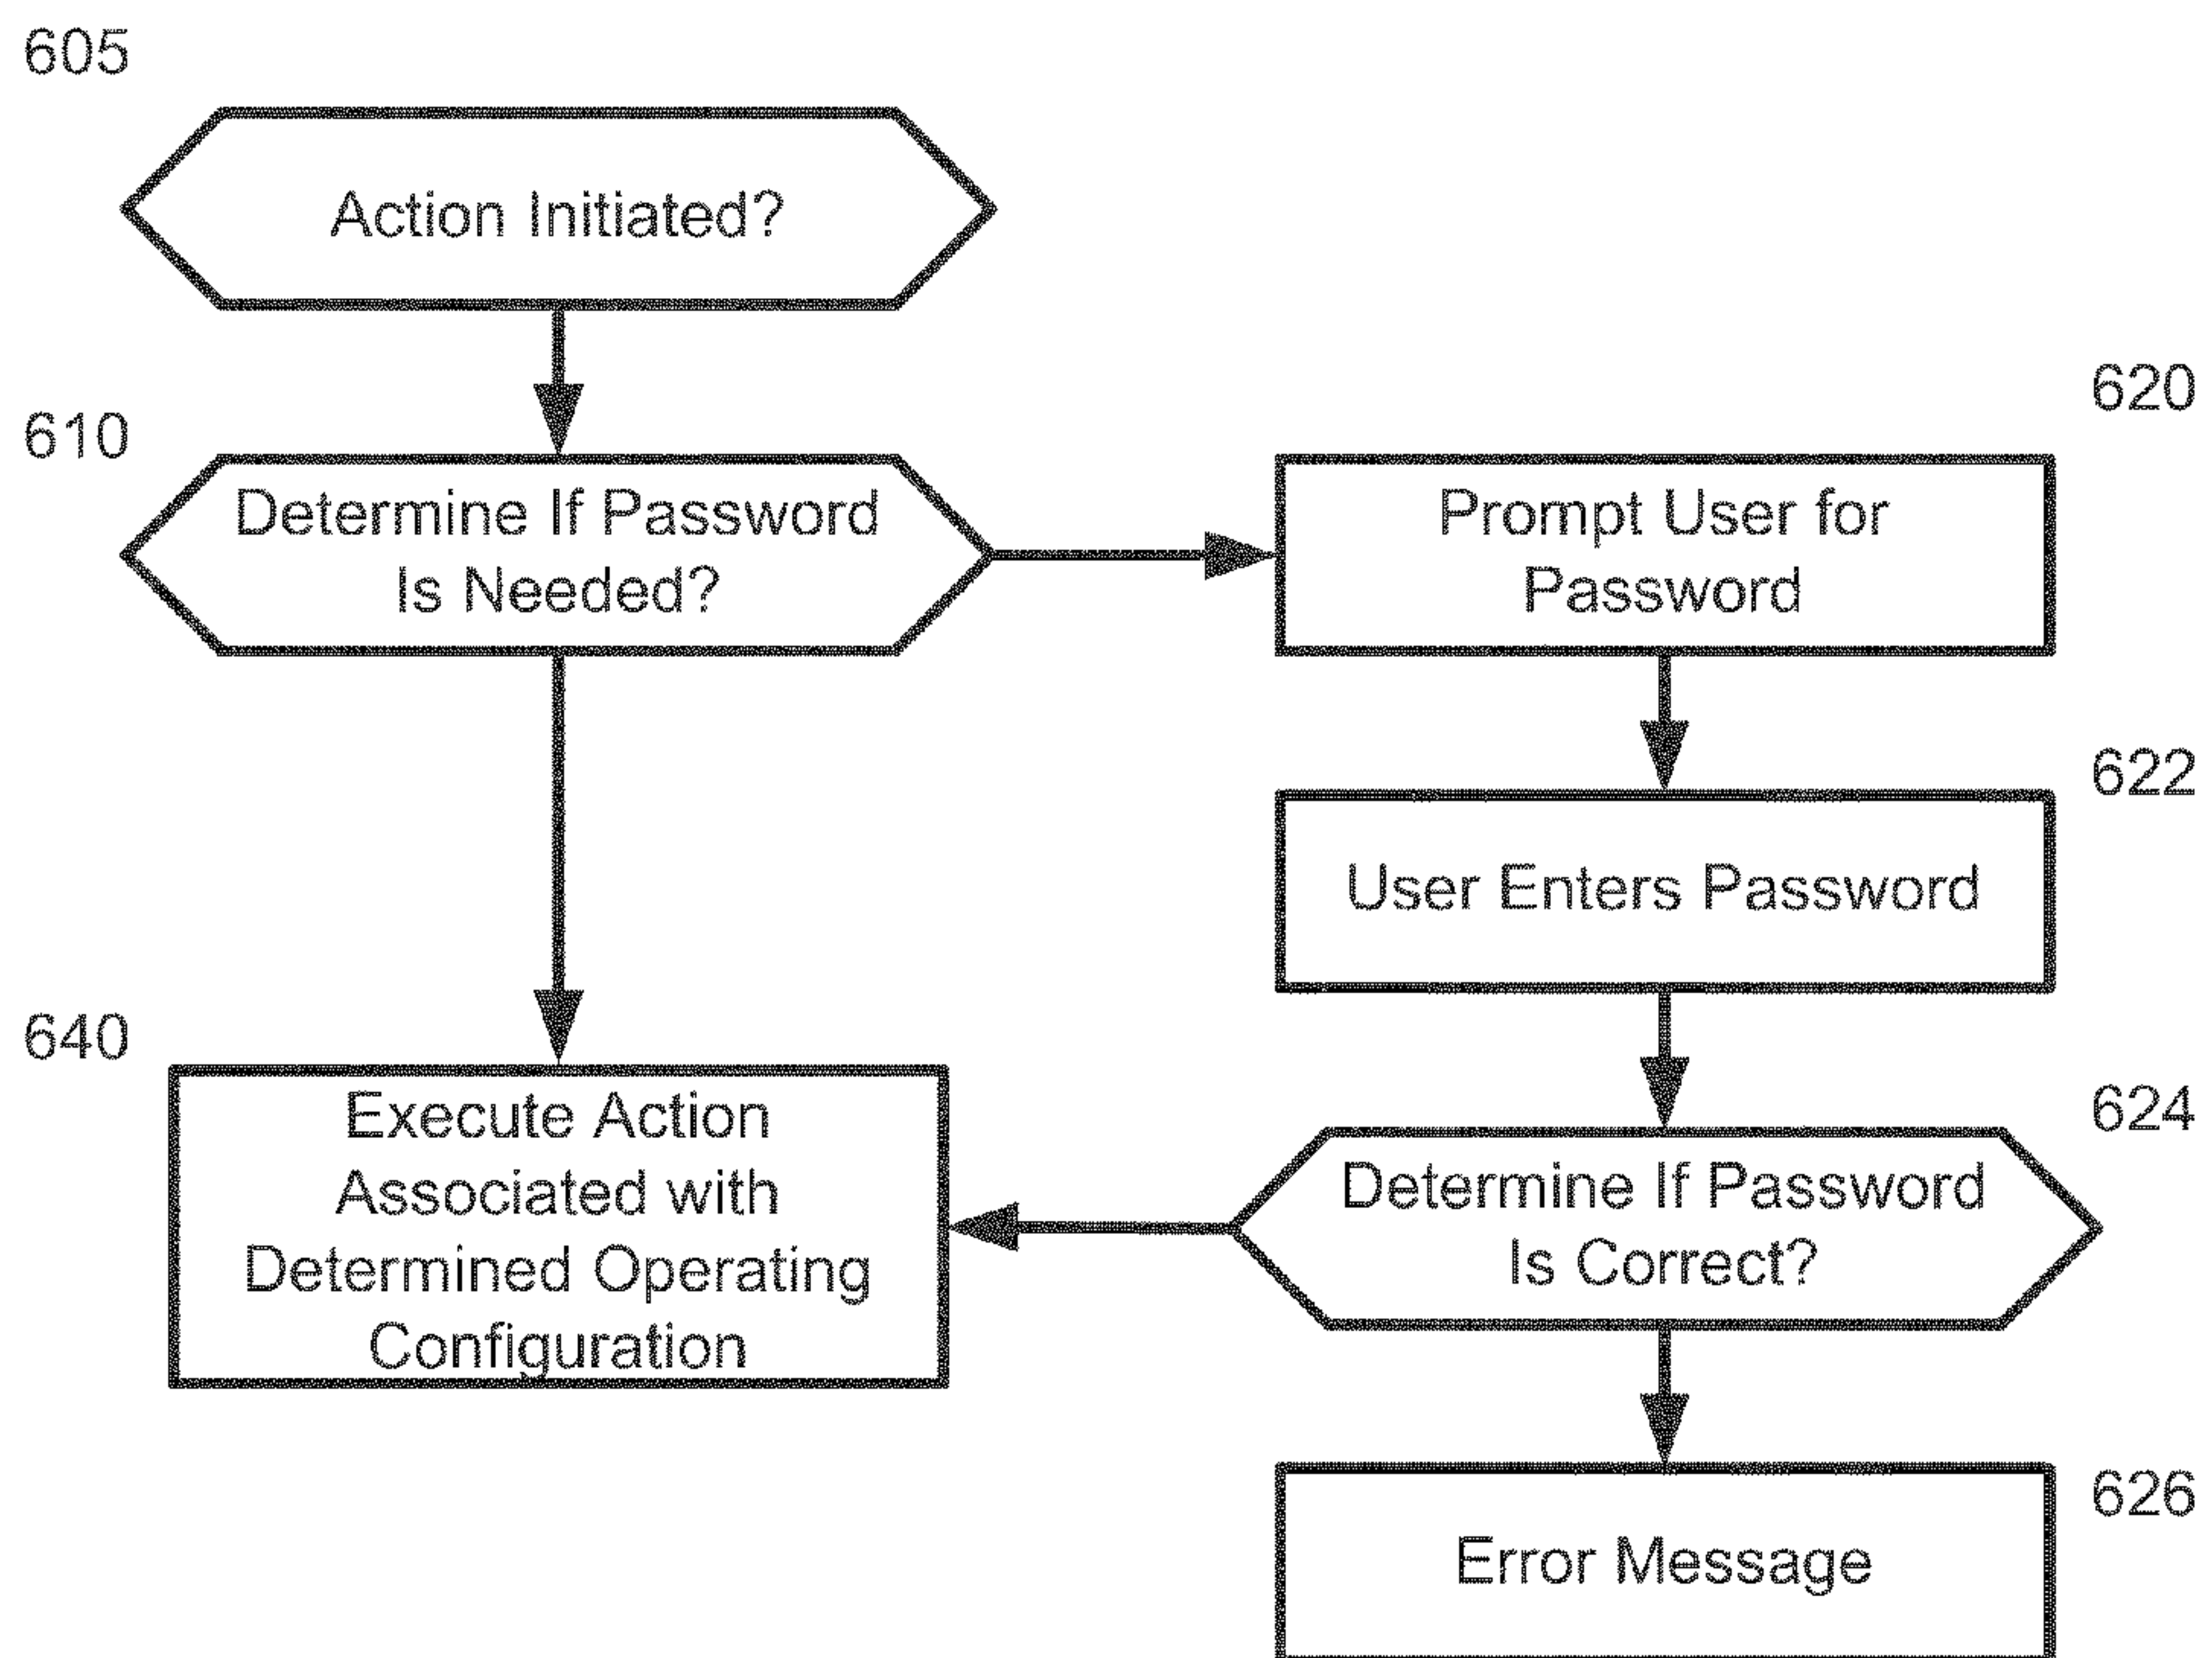 605
Action Initiated?
610
Determine If Password
Is Needed?
620
Prompt User for
Password
622
User Enters Password
640
Execute Action
Associated with
Determined Operating
Configuration
624
Determine If Password
Is Correct?
626
Error Message